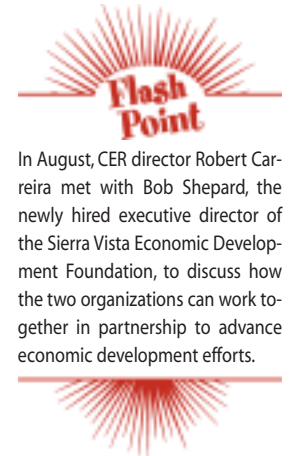 Flash
Point
In August, CER director Robert Car-
reira met with Bob Shepard, the
newly hired executive director of
the Sierra Vista Economic Develop-
ment Foundation, to discuss how
the two organizations can work to-
gether in partnership to advance
economic development efforts.